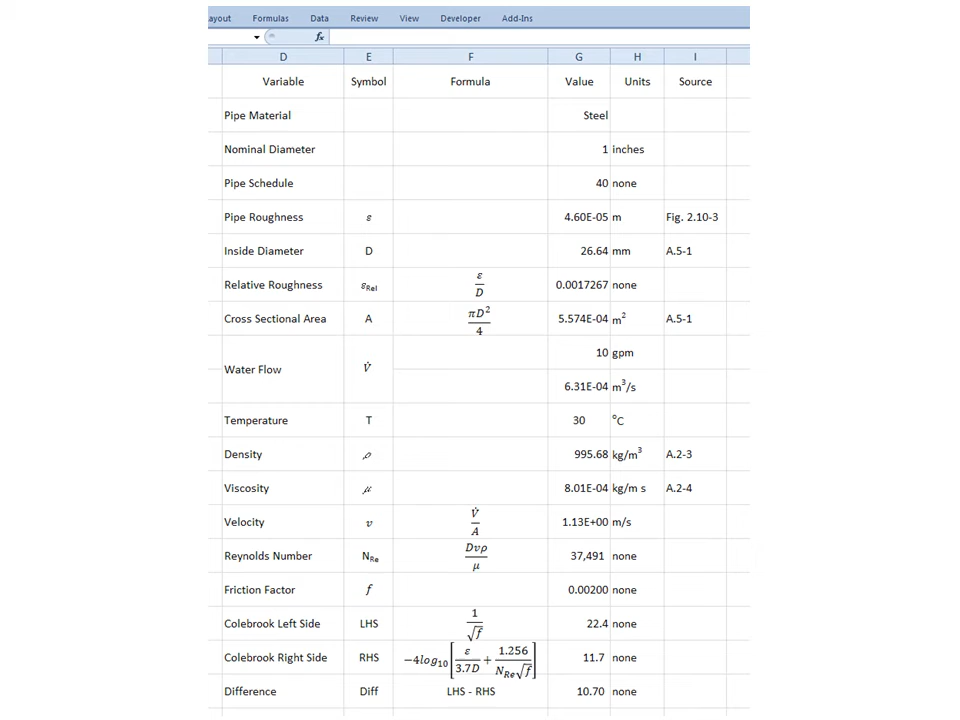 ayout Formulas Data Review View Developer Add-Ins
fx
D E F G H I
Variable Symbol Formula Value Units Source
Pipe Material Steel
Nominal Diameter 1 inches
Pipe Schedule 40 none
Pipe Roughness ε 4.60E-05 m Fig. 2.10-3
Inside Diameter D 26.64 mm A.5-1
Relative Roughness εRel ε/D 0.0017267 none
Cross Sectional Area A πD²/4 5.574E-04 m² A.5-1
Water Flow V̇ 10 gpm
6.31E-04 m³/s
Temperature T 30 °C
Density ρ 995.68 kg/m³ A.2-3
Viscosity μ 8.01E-04 kg/m s A.2-4
Velocity v V̇/A 1.13E+00 m/s
Reynolds Number NRe Dvρ/μ 37,491 none
Friction Factor f 0.00200 none
Colebrook Left Side LHS 1/√f 22.4 none
Colebrook Right Side RHS −4log10[ε/3.7D + 1.256/NRe√f] 11.7 none
Difference Diff LHS - RHS 10.70 none